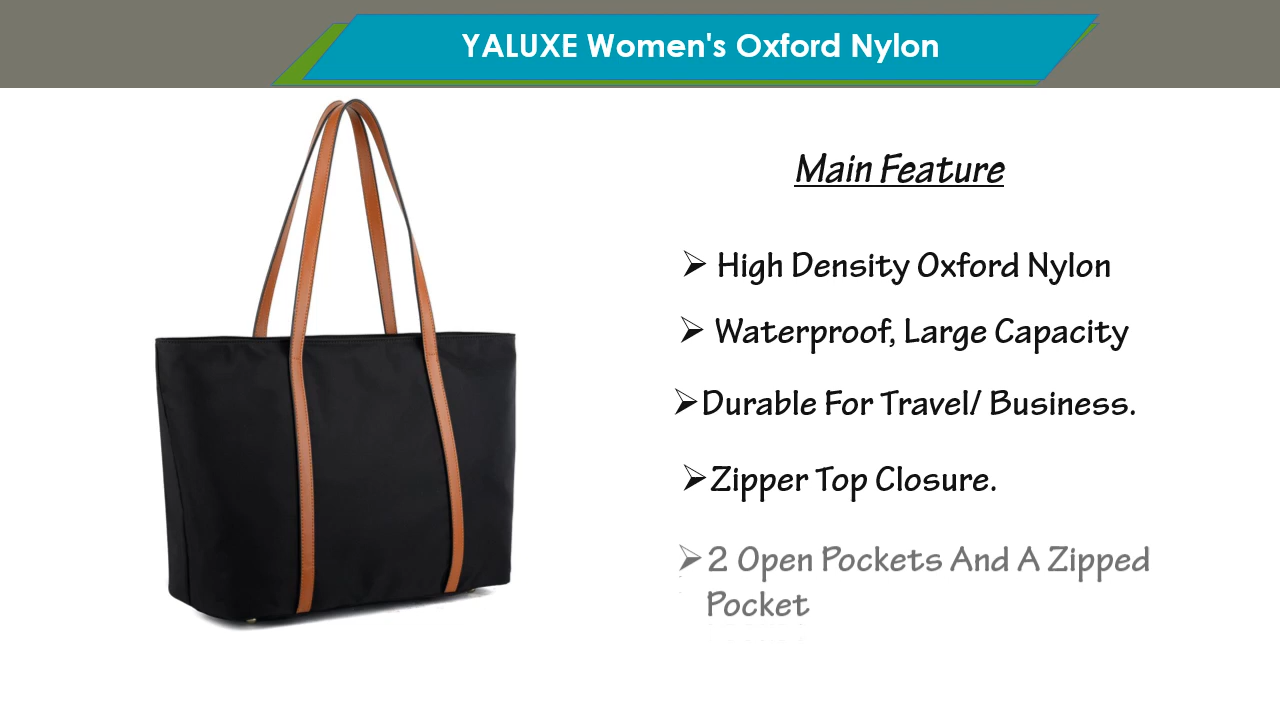 YALUXE Women's Oxford Nylon
Main Feature
➢ High Density Oxford Nylon
➢ Waterproof, Large Capacity
➢ Durable For Travel/ Business.
➢ Zipper Top Closure.
➢ 2 Open Pockets And A Zipped
Pocket